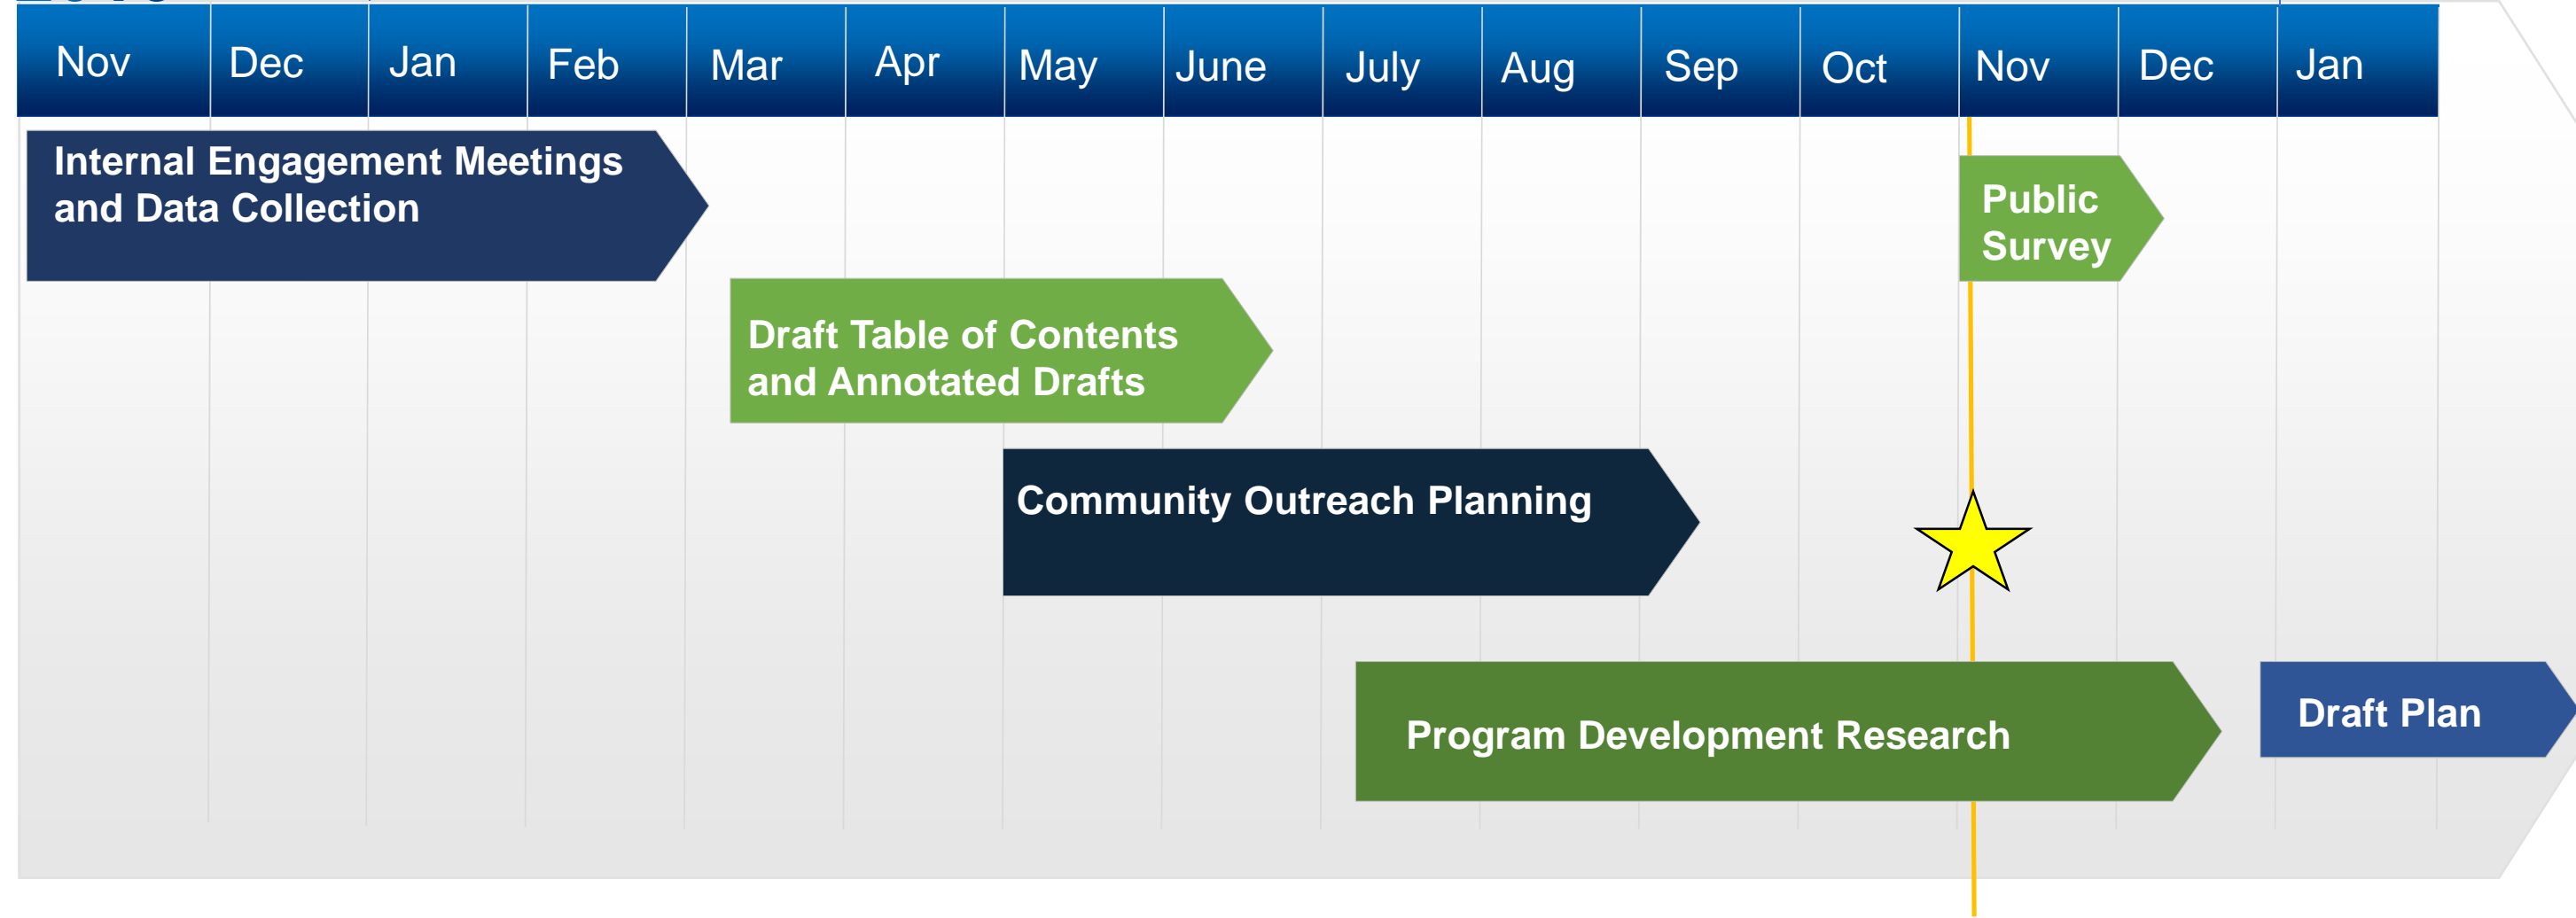 Nov Dec Jan Feb Mar Apr May June July Aug Sep Oct Nov Dec Jan
Internal Engagement Meetings
and Data Collection
Public
Survey
Draft Table of Contents
and Annotated Drafts
Community Outreach Planning
Program Development Research
Draft Plan